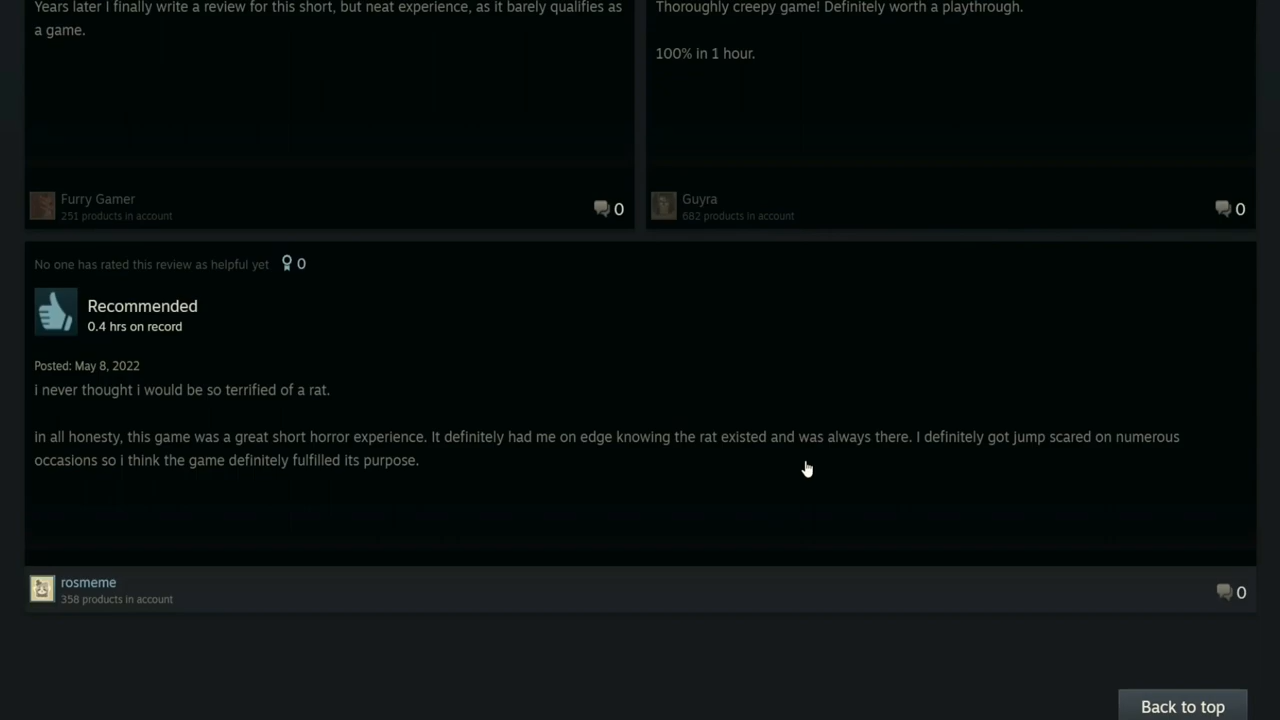 Years later I finally write a review for this short, but neat experience, as it barely qualifies as
a game.
Thoroughly creepy game! Definitely worth a playthrough.
100% in 1 hour.
Furry Gamer
251 products in account
0
Guyra
682 products in account
0
No one has rated this review as helpful yet
0
Recommended
0.4 hrs on record
Posted: May 8, 2022
i never thought i would be so terrified of a rat.
in all honesty, this game was a great short horror experience. It definitely had me on edge knowing the rat existed and was always there. I definitely got jump scared on numerous
occasions so i think the game definitely fulfilled its purpose.
rosmeme
358 products in account
0
Back to top